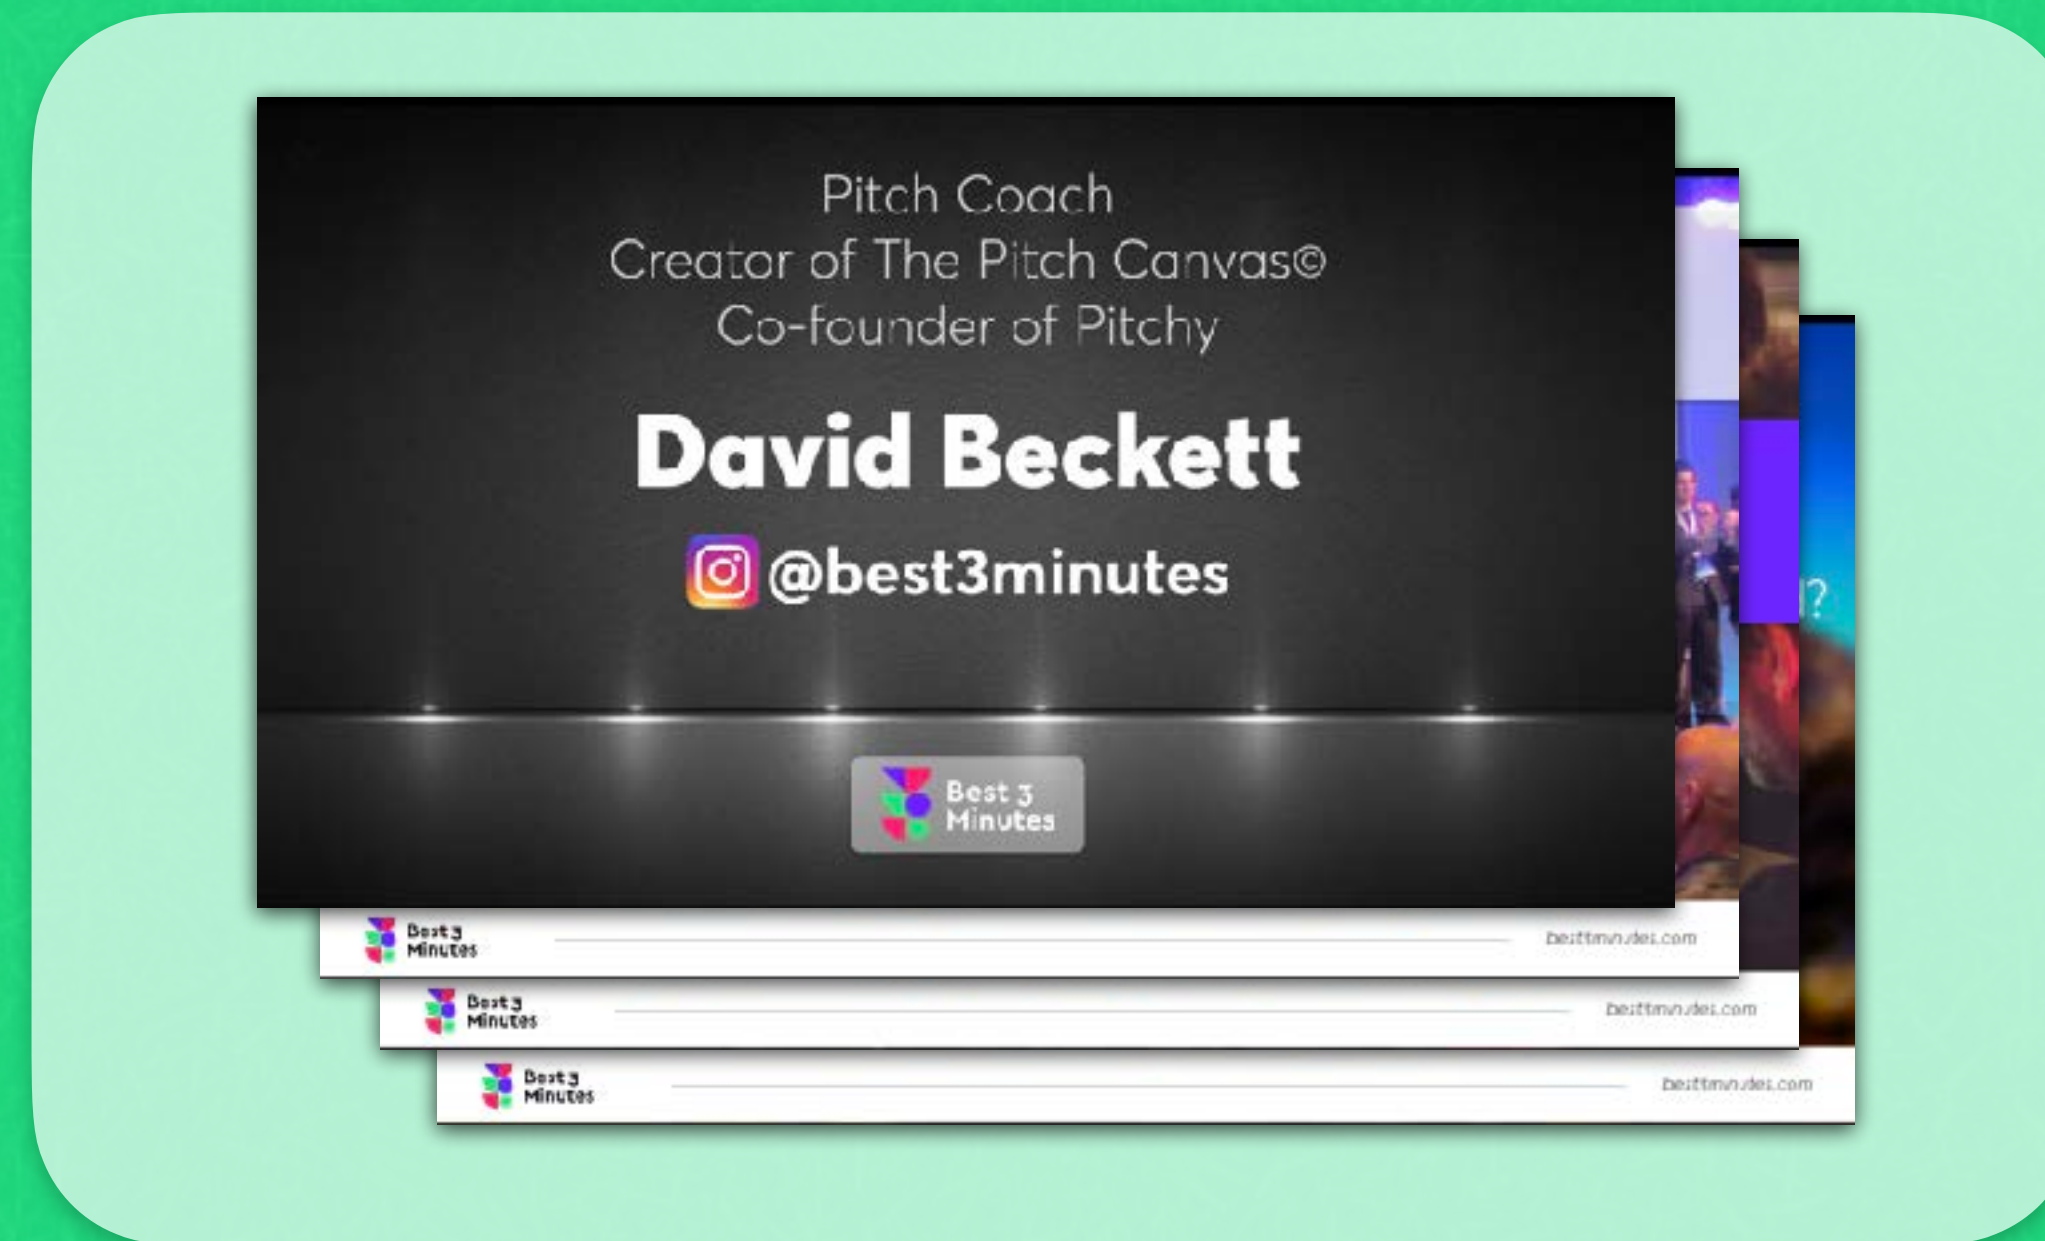 Pitch Coach
Creator of The Pitch Canvas©
Co-founder of Pitchy
David Beckett
@best3minutes
Best 3
Minutes
Best 3
Minutes
Best 3
Minutes
Best 3
Minutes